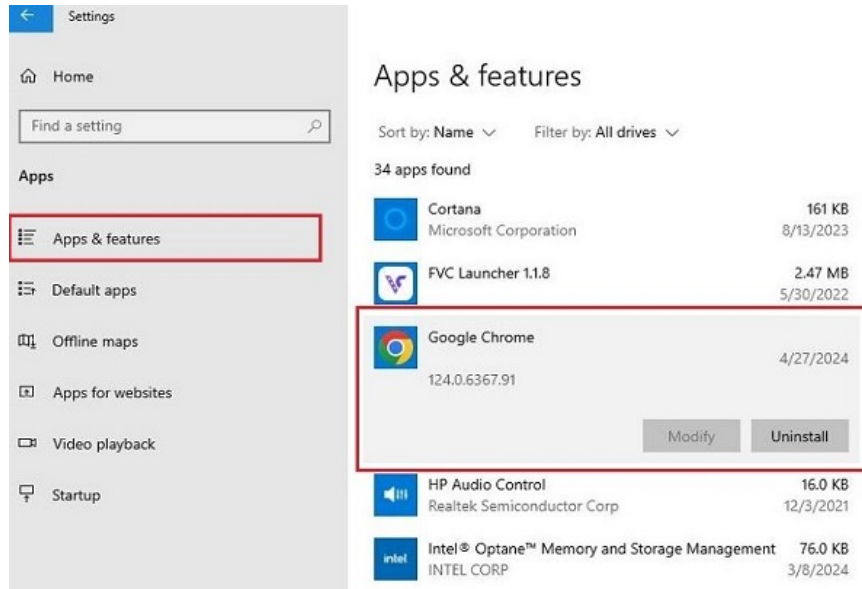 Settings
Home
Find a setting
Apps
Apps & features
Default apps
Offline maps
Apps for websites
Video playback
Startup
Apps & features
Sort by: Name Filter by: All drives
34 apps found
Cortana 161 KB
Microsoft Corporation 8/13/2023
FVC Launcher 1.1.8 2.47 MB
5/30/2022
Google Chrome
4/27/2024
124.0.6367.91
Modify Uninstall
HP Audio Control 16.0 KB
Realtek Semiconductor Corp 12/3/2021
intel Intel® Optane™ Memory and Storage Management 76.0 KB
INTEL CORP 3/8/2024